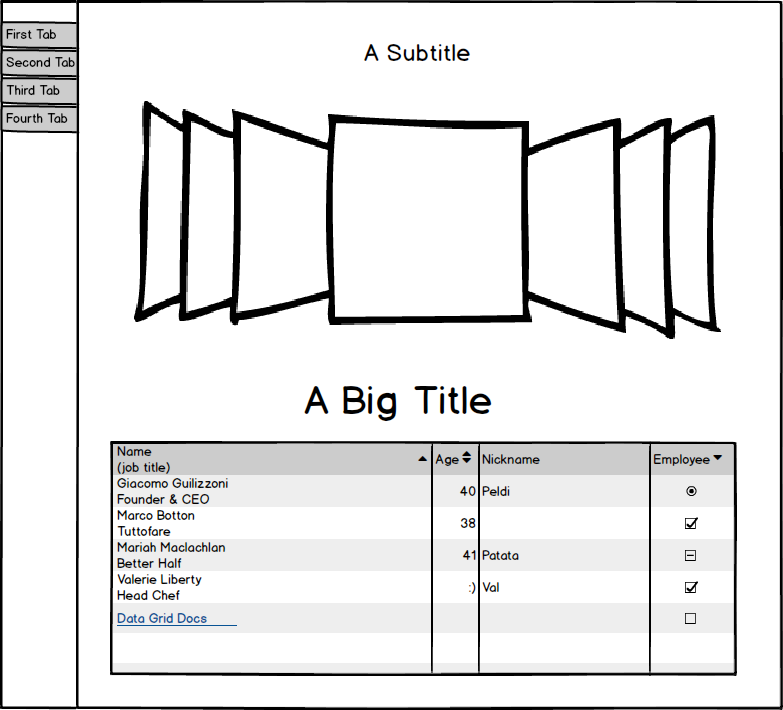 First Tab
Second Tab
Third Tab
Fourth Tab
A Subtitle
A Big Title
Name
(job title)
Age
Nickname
Employee
Giacomo Guilizzoni
Founder & CEO
40
Peldi
Marco Botton
Tuttofare
38
Mariah Maclachlan
Better Half
41
Patata
Valerie Liberty
Head Chef
:)
Val
Data Grid Docs